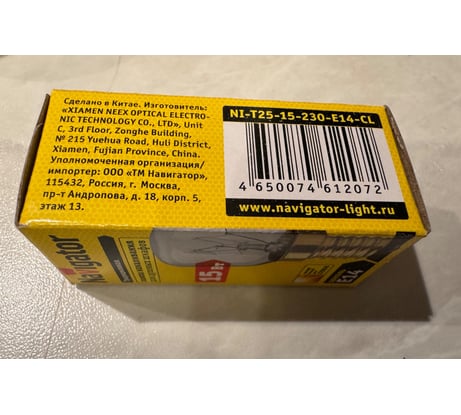 Сделано в Китае. Изготовитель:
«XIAMEN NEEX OPTICAL ELECTRO-
NIC TECHNOLOGY CO., LTD», Unit
C, 3rd Floor, Zonghe Building,
№ 215 Yuehua Road, Huli District,
Xiamen, Fujian Province, China.
Уполномоченная организация/
импортер: ООО «ТМ Навигатор»,
115432, Россия, г. Москва,
пр-т Андропова, д. 18, корп. 5,
этаж 13.
NI-T25-15-230-E14-CL
4 650074 612072
www.navigator-light.ru
Navigator
15 Вт
E14